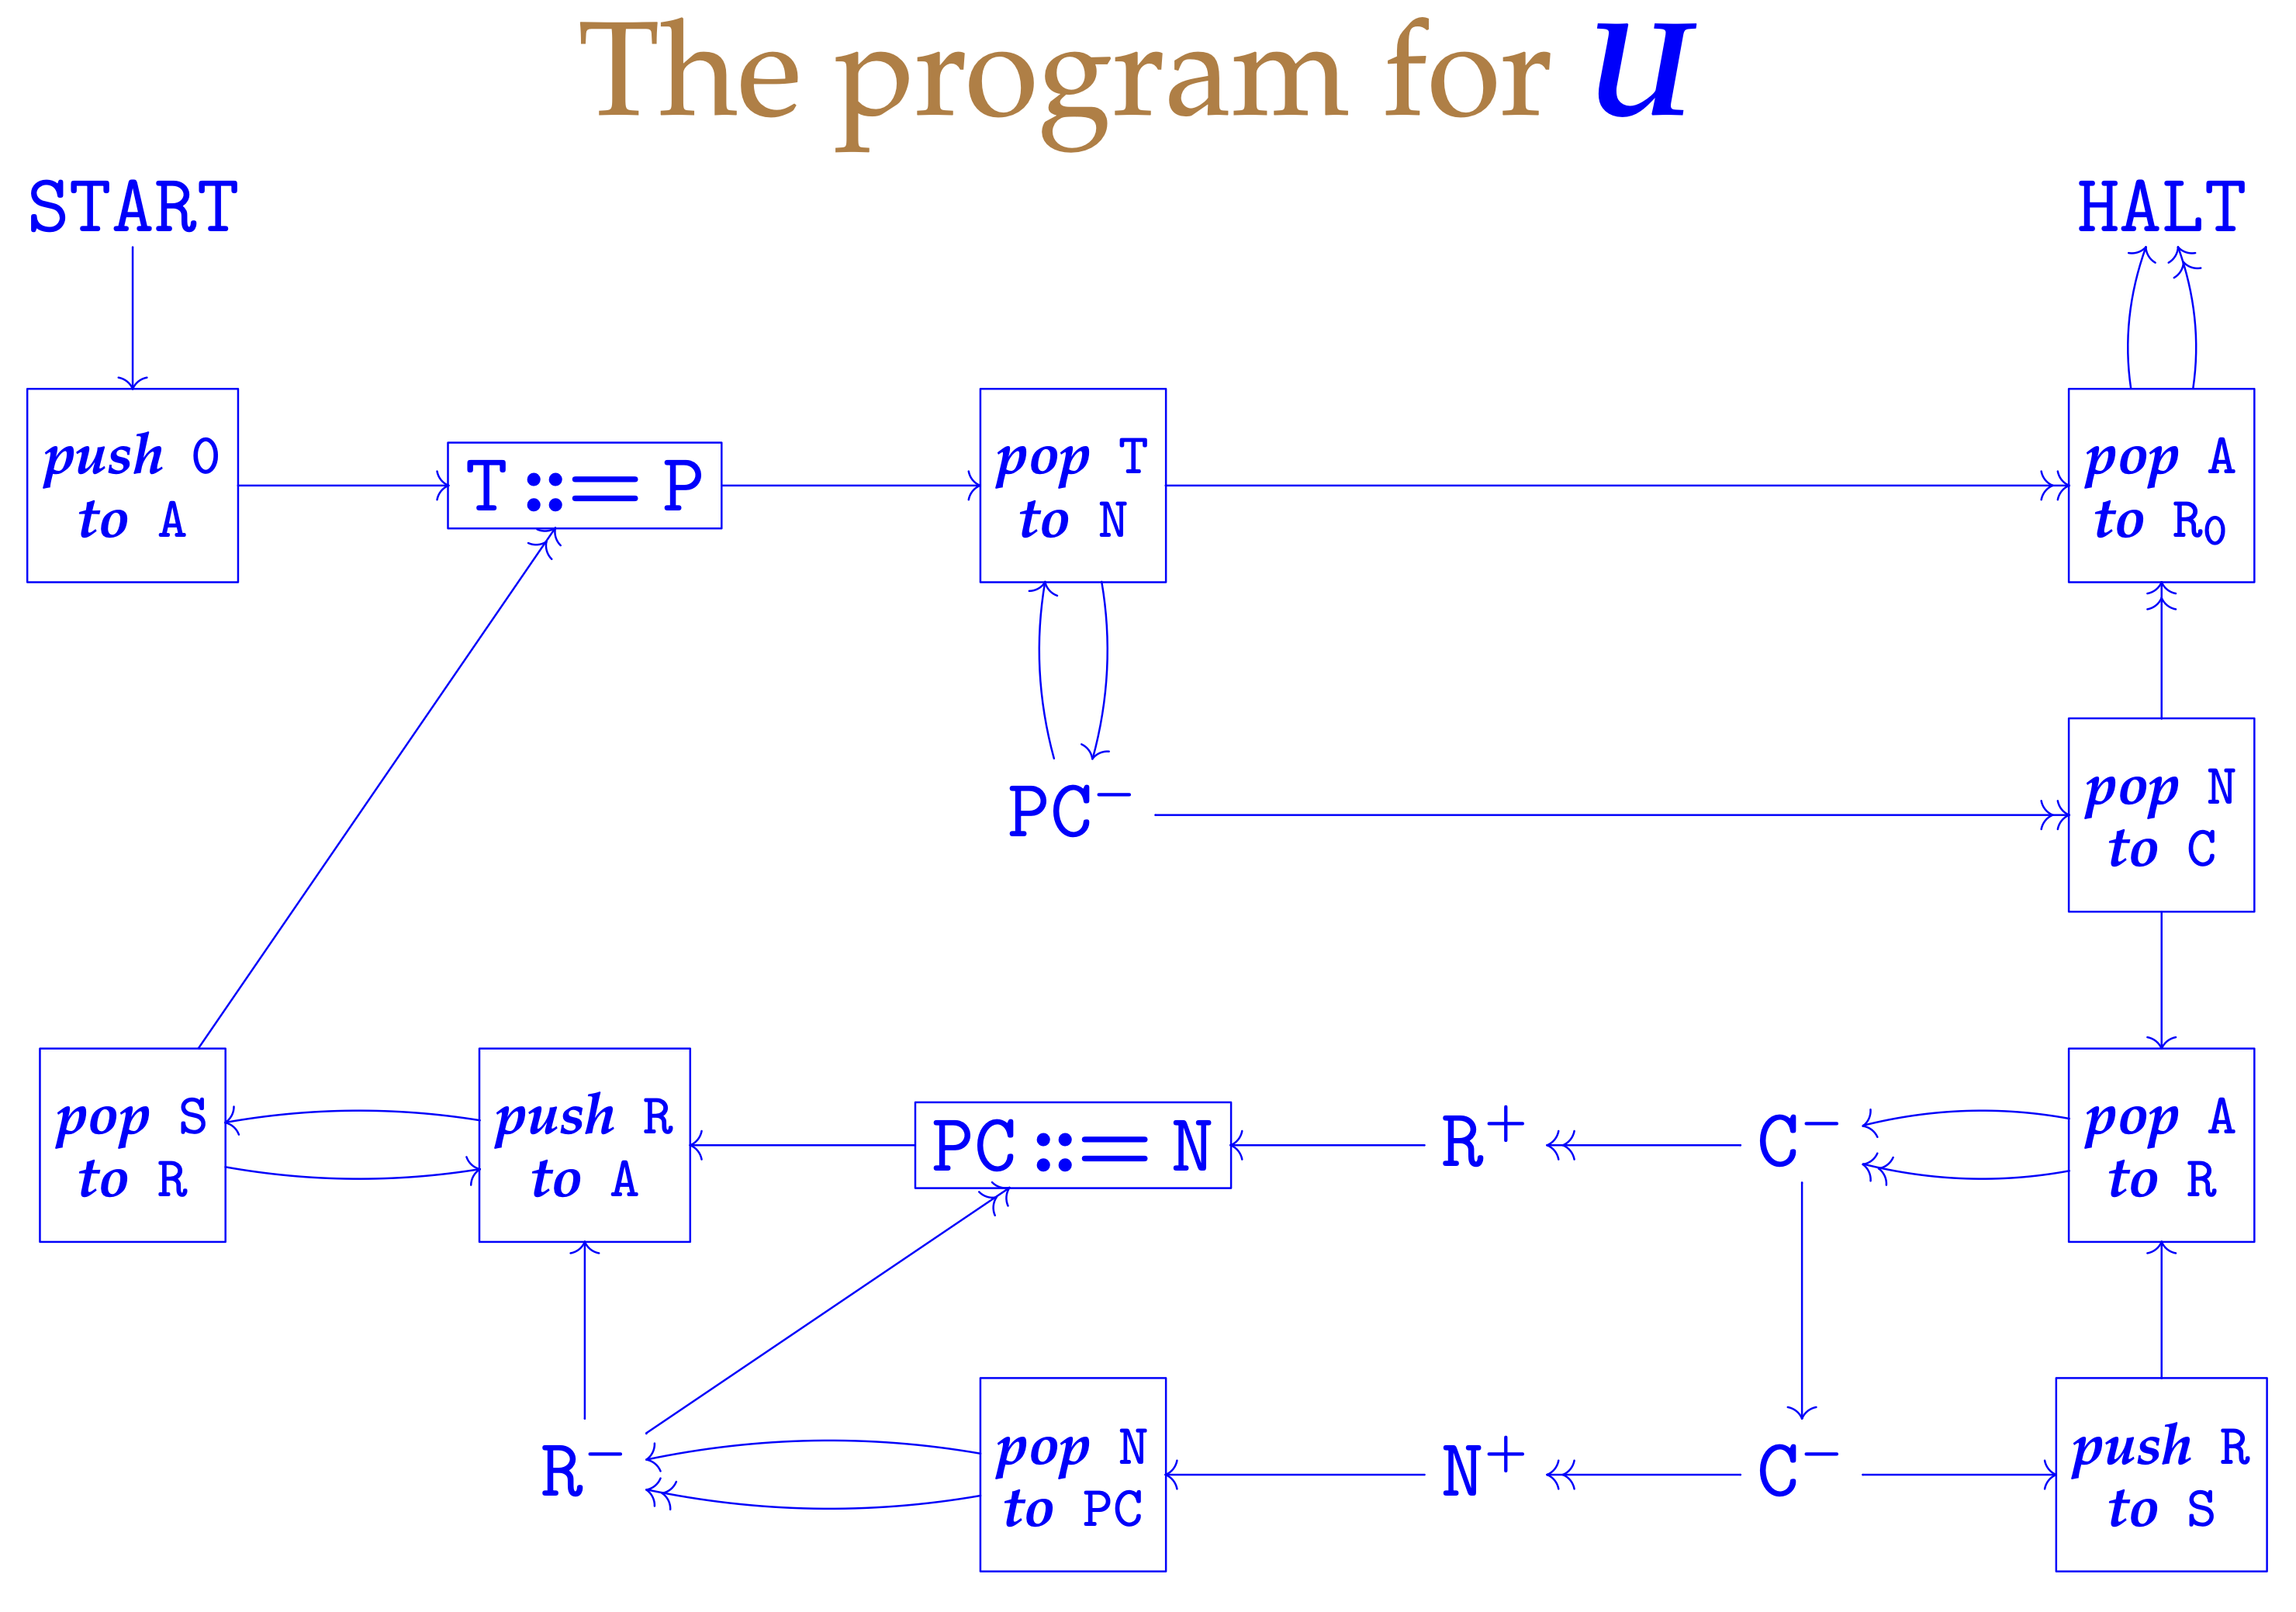 The program for U
START
HALT
push 0
to A
T ::= P
pop T
to N
pop A
to R₀
PC⁻
pop N
to C
pop S
to R
push R
to A
PC ::= N
R⁺
C⁻
pop A
to R
R⁻
pop N
to PC
N⁺
C⁻
push R
to S